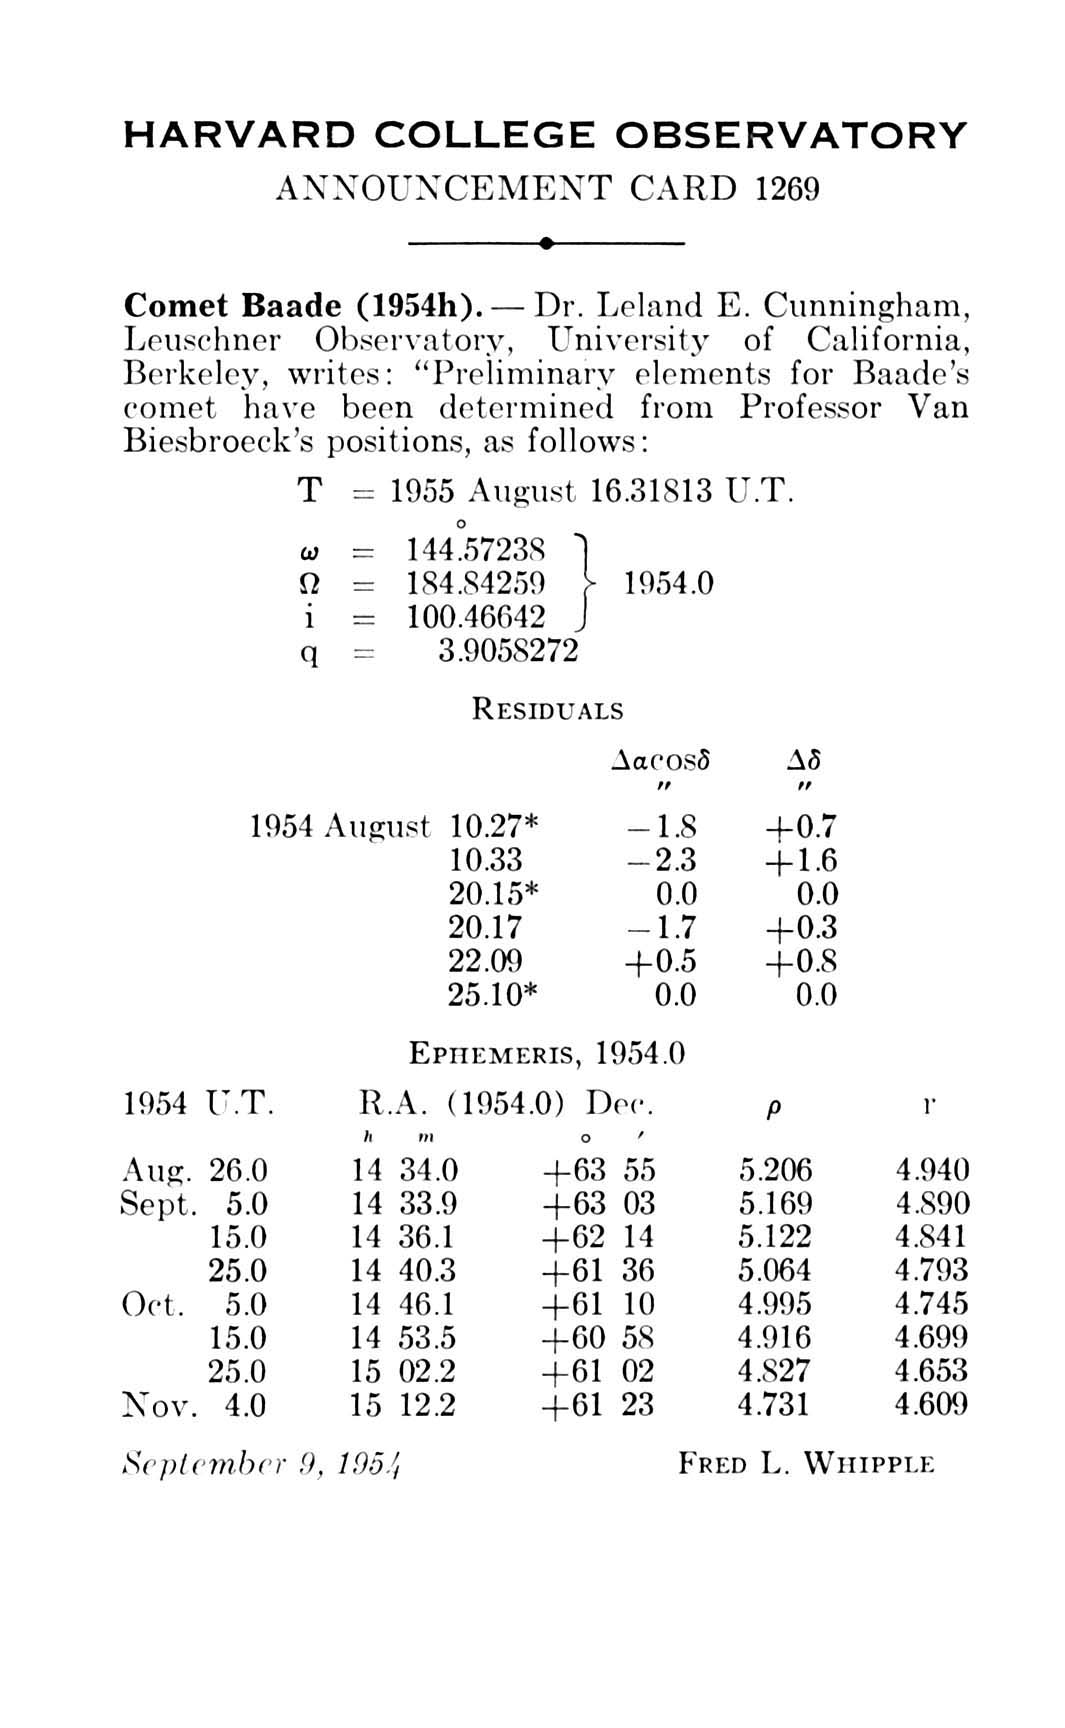 HARVARD COLLEGE OBSERVATORY
ANNOUNCEMENT CARD 1269
Comet Baade (1954h). — Dr. Leland E. Cunningham,
Leuschner Observatory, University of California,
Berkeley, writes: “Preliminary elements for Baade’s
comet have been determined from Professor Van
Biesbroeck’s positions, as follows:
T = 1955 August 16.31813 U.T.
°
ω = 144.57238
Ω = 184.84259 } 1954.0
i = 100.46642
q = 3.9058272
RESIDUALS
Δαcosδ Δδ
″ ″
1954 August 10.27* −1.8 +0.7
10.33 −2.3 +1.6
20.15* 0.0 0.0
20.17 −1.7 +0.3
22.09 +0.5 +0.8
25.10* 0.0 0.0
EPHEMERIS, 1954.0
1954 U.T. R.A. (1954.0) Dec. ρ r
h m ° ′
Aug. 26.0 14 34.0 +63 55 5.206 4.940
Sept. 5.0 14 33.9 +63 03 5.169 4.890
15.0 14 36.1 +62 14 5.122 4.841
25.0 14 40.3 +61 36 5.064 4.793
Oct. 5.0 14 46.1 +61 10 4.995 4.745
15.0 14 53.5 +60 58 4.916 4.699
25.0 15 02.2 +61 02 4.827 4.653
Nov. 4.0 15 12.2 +61 23 4.731 4.609
September 9, 1954 FRED L. WHIPPLE